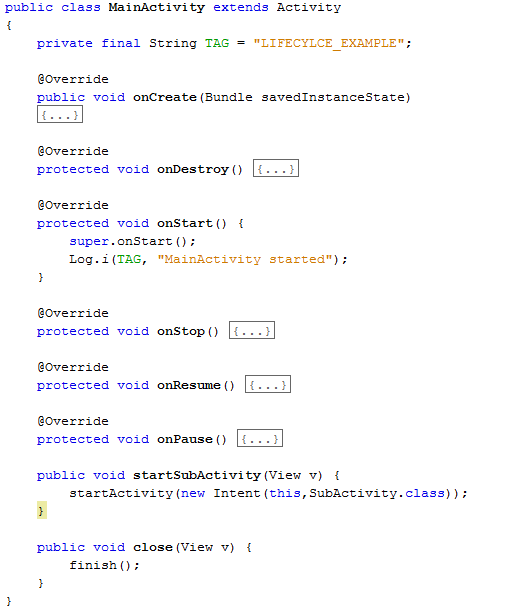 public class MainActivity extends Activity
{
    private final String TAG = "LIFECYLCE_EXAMPLE";

    @Override
    public void onCreate(Bundle savedInstanceState)
    {...}

    @Override
    protected void onDestroy() {...}

    @Override
    protected void onStart() {
        super.onStart();
        Log.i(TAG, "MainActivity started");
    }

    @Override
    protected void onStop() {...}

    @Override
    protected void onResume() {...}

    @Override
    protected void onPause() {...}

    public void startSubActivity(View v) {
        startActivity(new Intent(this,SubActivity.class));
    }

    public void close(View v) {
        finish();
    }
}